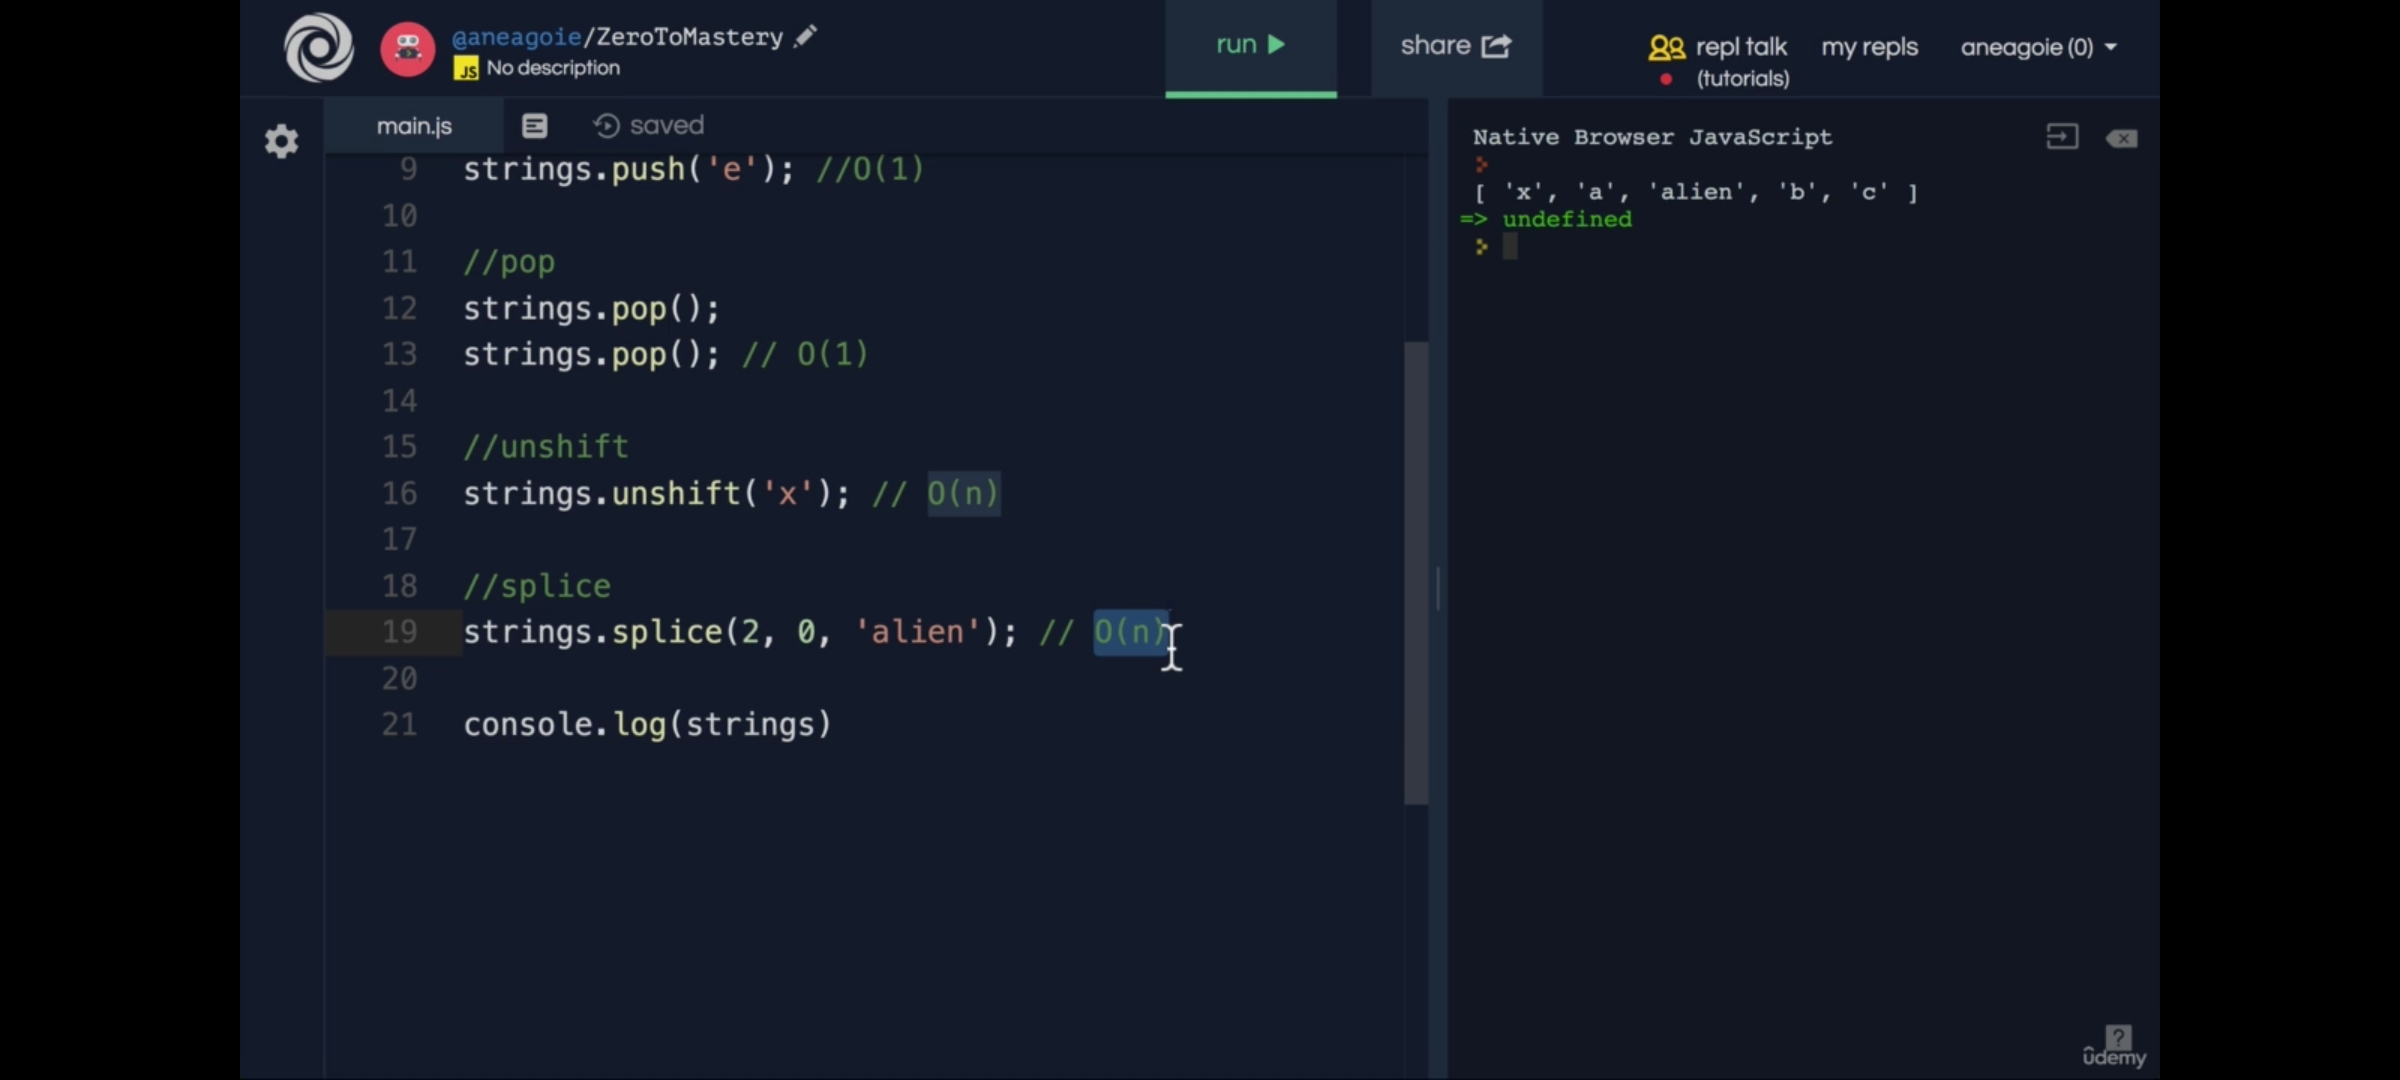 @aneagoie/ZeroToMastery
JS No description
run
share
repl talk
(tutorials)
my repls
aneagoie (0)
main.js
saved
9 strings.push('e'); //O(1)
10
11 //pop
12 strings.pop();
13 strings.pop(); // O(1)
14
15 //unshift
16 strings.unshift('x'); // O(n)
17
18 //splice
19 strings.splice(2, 0, 'alien'); // O(n)
20
21 console.log(strings)
Native Browser JavaScript
[ 'x', 'a', 'alien', 'b', 'c' ]
=> undefined
?
ûdemy